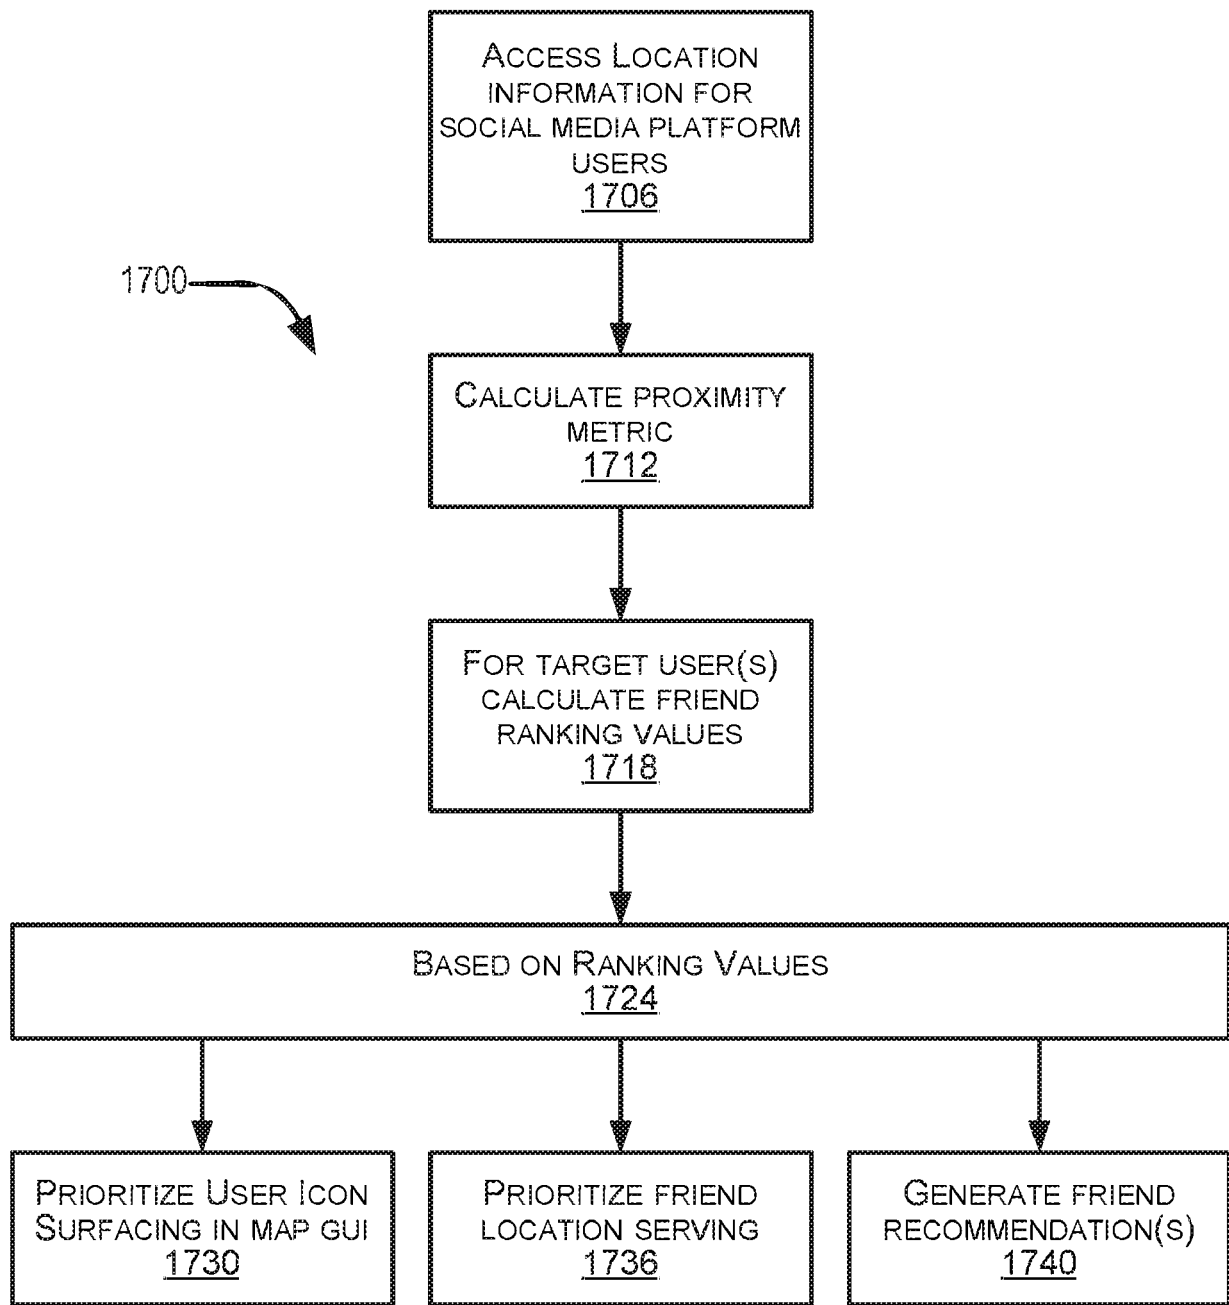 ACCESS LOCATION
INFORMATION FOR
SOCIAL MEDIA PLATFORM
USERS
1706
1700
CALCULATE PROXIMITY
METRIC
1712
FOR TARGET USER(S)
CALCULATE FRIEND
RANKING VALUES
1718
BASED ON RANKING VALUES
1724
PRIORITIZE USER ICON
SURFACING IN MAP GUI
1730
PRIORITIZE FRIEND
LOCATION SERVING
1736
GENERATE FRIEND
RECOMMENDATION(S)
1740